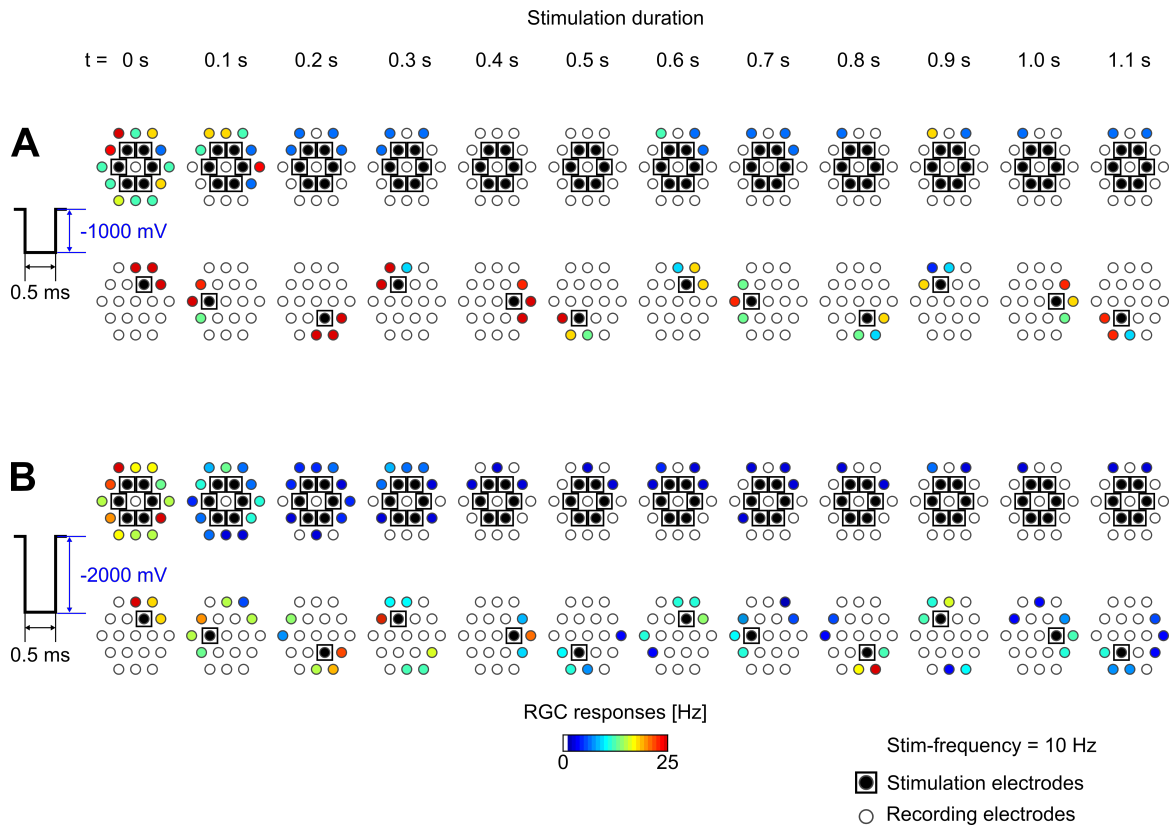 Stimulation duration
t = 0 s 0.1 s 0.2 s 0.3 s 0.4 s 0.5 s 0.6 s 0.7 s 0.8 s 0.9 s 1.0 s 1.1 s
A
-1000 mV
0.5 ms
B
-2000 mV
0.5 ms
RGC responses [Hz]
0 25
Stim-frequency = 10 Hz
Stimulation electrodes
Recording electrodes